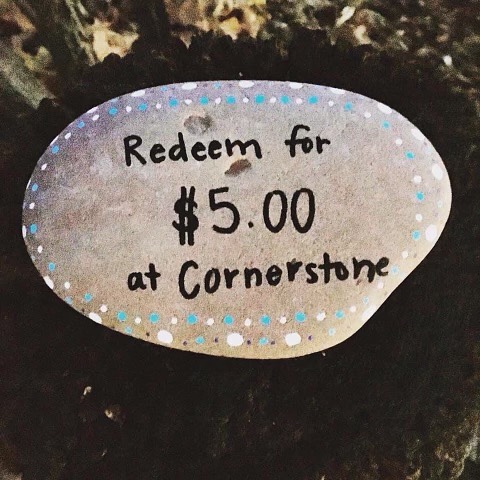 Redeem for
$5.00
at Cornerstone